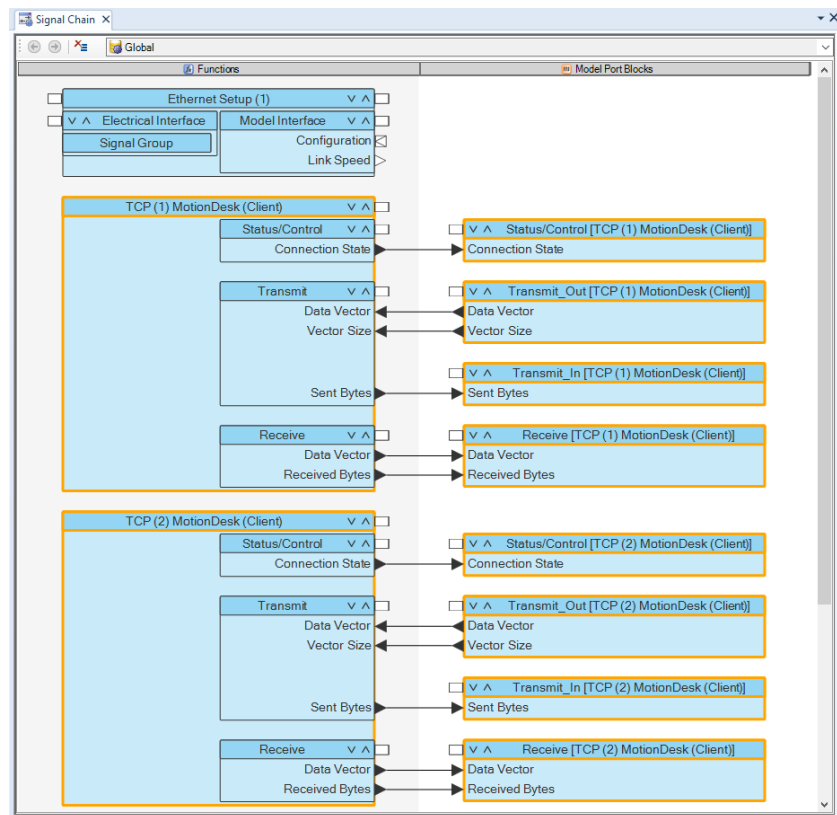 Signal Chain
Global
Functions
Model Port Blocks
Ethernet Setup (1)
Electrical Interface
Model Interface
Signal Group
Configuration
Link Speed
TCP (1) MotionDesk (Client)
Status/Control
Status/Control [TCP (1) MotionDesk (Client)]
Connection State
Connection State
Transmit
Transmit_Out [TCP (1) MotionDesk (Client)]
Data Vector
Data Vector
Vector Size
Vector Size
Transmit_In [TCP (1) MotionDesk (Client)]
Sent Bytes
Sent Bytes
Receive
Receive [TCP (1) MotionDesk (Client)]
Data Vector
Data Vector
Received Bytes
Received Bytes
TCP (2) MotionDesk (Client)
Status/Control
Status/Control [TCP (2) MotionDesk (Client)]
Connection State
Connection State
Transmit
Transmit_Out [TCP (2) MotionDesk (Client)]
Data Vector
Data Vector
Vector Size
Vector Size
Transmit_In [TCP (2) MotionDesk (Client)]
Sent Bytes
Sent Bytes
Receive
Receive [TCP (2) MotionDesk (Client)]
Data Vector
Data Vector
Received Bytes
Received Bytes